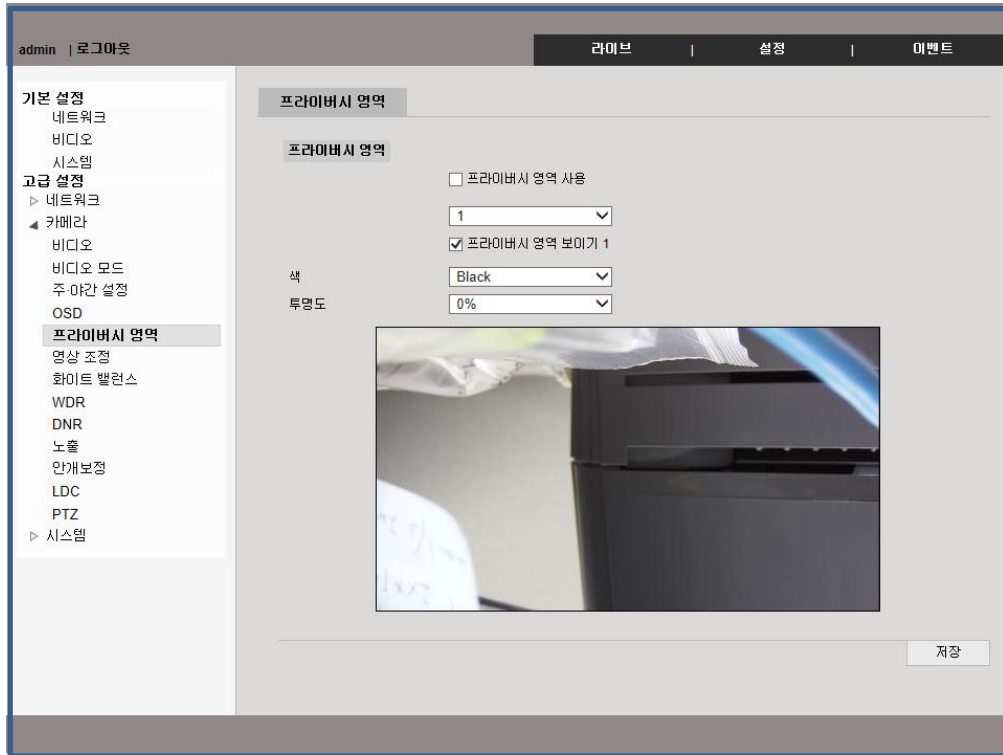 admin | 로그아웃
라이브 | 설정 | 이벤트
기본 설정
네트워크
비디오
시스템
고급 설정
네트워크
카메라
비디오
비디오 모드
주·야간 설정
OSD
프라이버시 영역
영상 조정
화이트 밸런스
WDR
DNR
노출
안개보정
LDC
PTZ
시스템
프라이버시 영역
프라이버시 영역
프라이버시 영역 사용
1
프라이버시 영역 보이기 1
색 Black
투명도 0%
저장